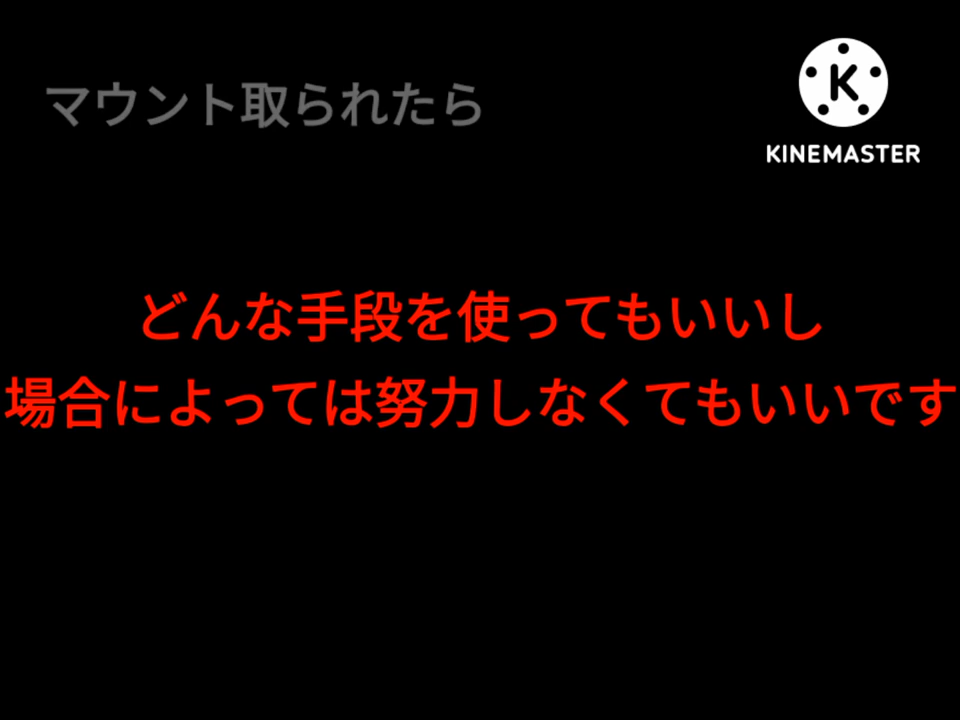 マウント取られたら
K
KINEMASTER
どんな手段を使ってもいいし
場合によっては努力しなくてもいいです